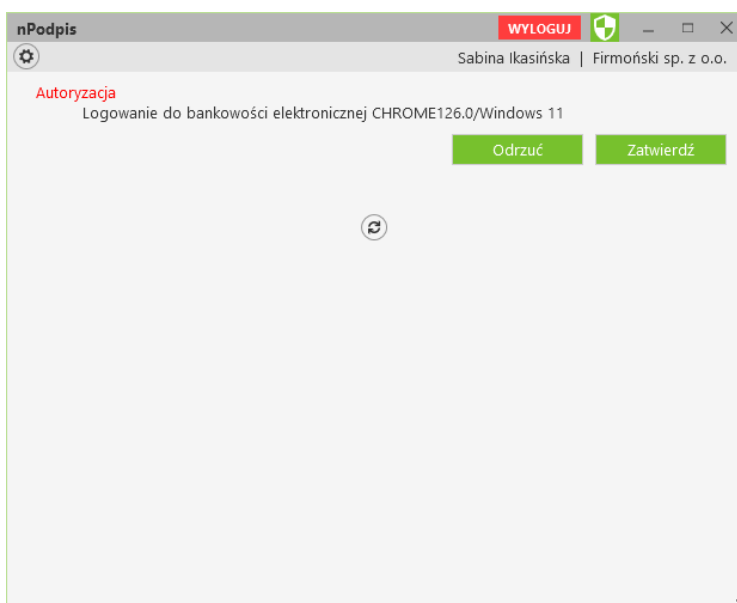 nPodpis WYLOGUJ
Sabina Ikasińska | Firmoński sp. z o.o.
Autoryzacja
Logowanie do bankowości elektronicznej CHROME126.0/Windows 11
Odrzuć Zatwierdź